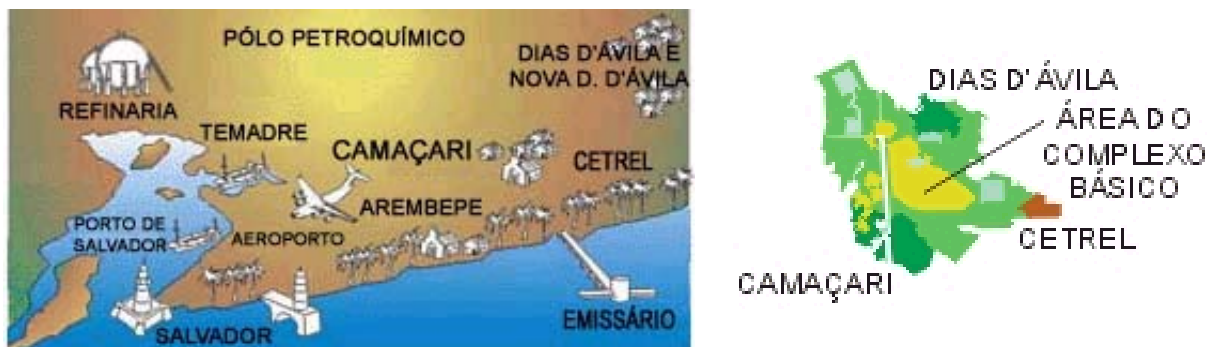 PÓLO PETROQUÍMICO
DIAS D'ÁVILA E
NOVA D. D'ÁVILA
REFINARIA
TEMADRE
CAMAÇARI
CETREL
AREMBEPE
PORTO DE
SALVADOR
AEROPORTO
SALVADOR
EMISSÁRIO
DIAS D'ÁVILA
ÁREA DO
COMPLEXO
BÁSICO
CETREL
CAMAÇARI